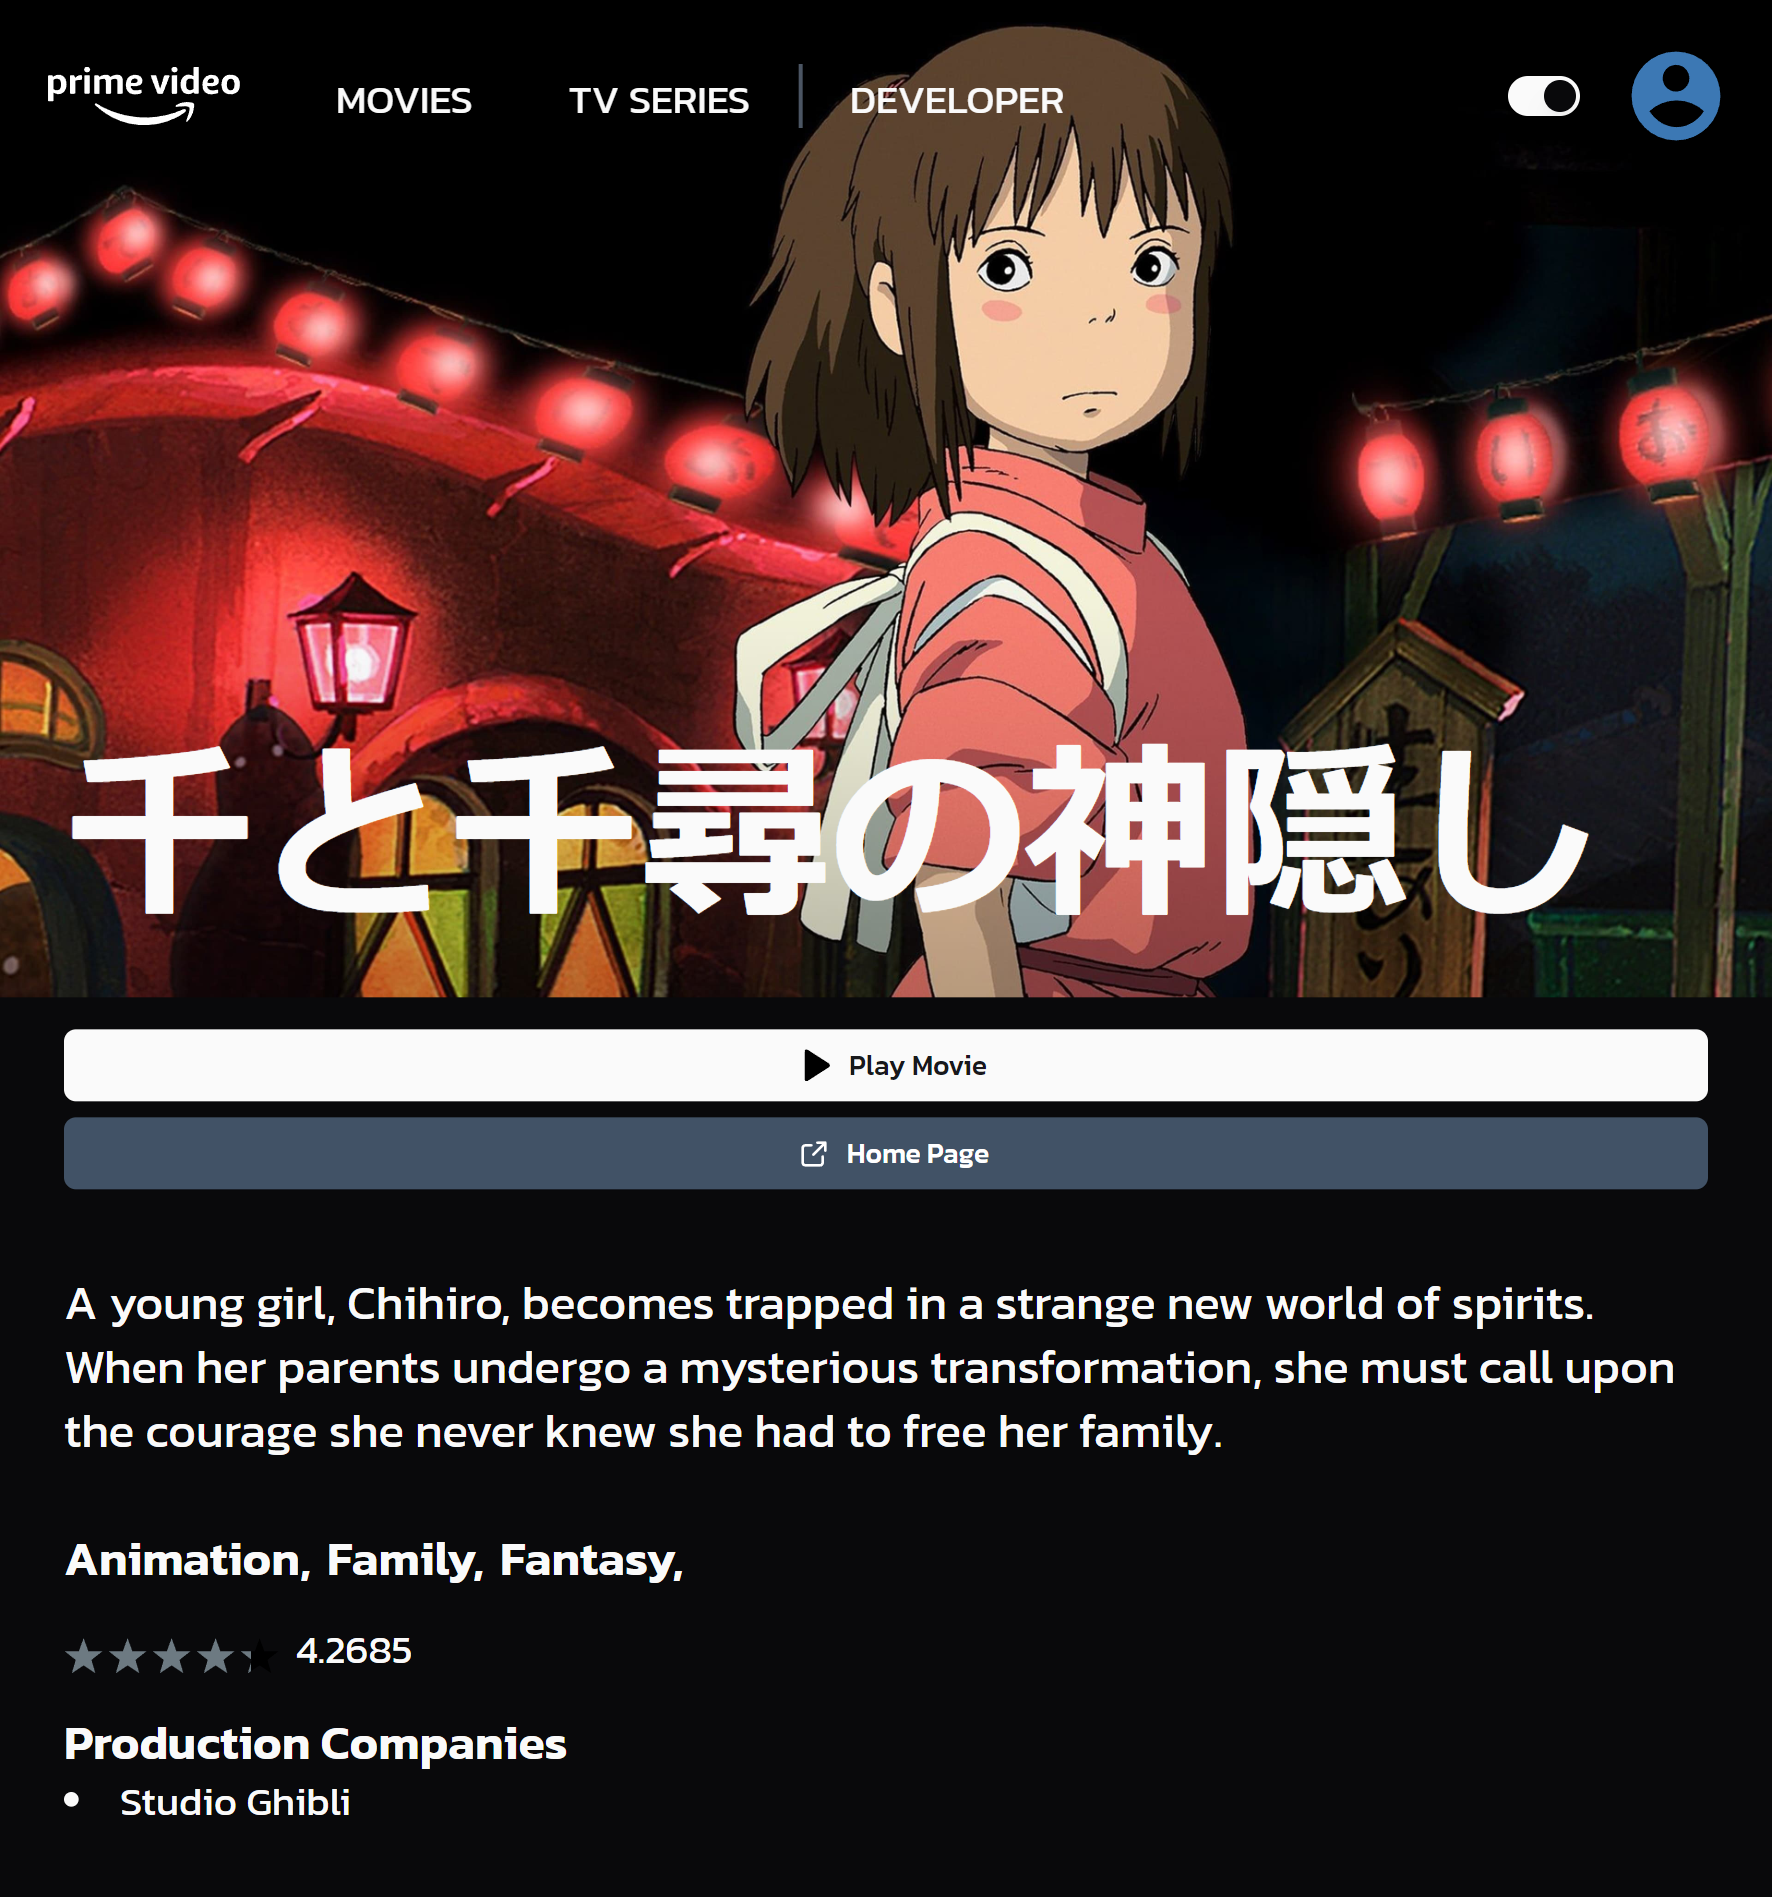 prime video
MOVIES
TV SERIES
DEVELOPER
千と千尋の神隠し
Play Movie
Home Page
A young girl, Chihiro, becomes trapped in a strange new world of spirits.
When her parents undergo a mysterious transformation, she must call upon
the courage she never knew she had to free her family.
Animation, Family, Fantasy,
4.2685
Production Companies
• Studio Ghibli